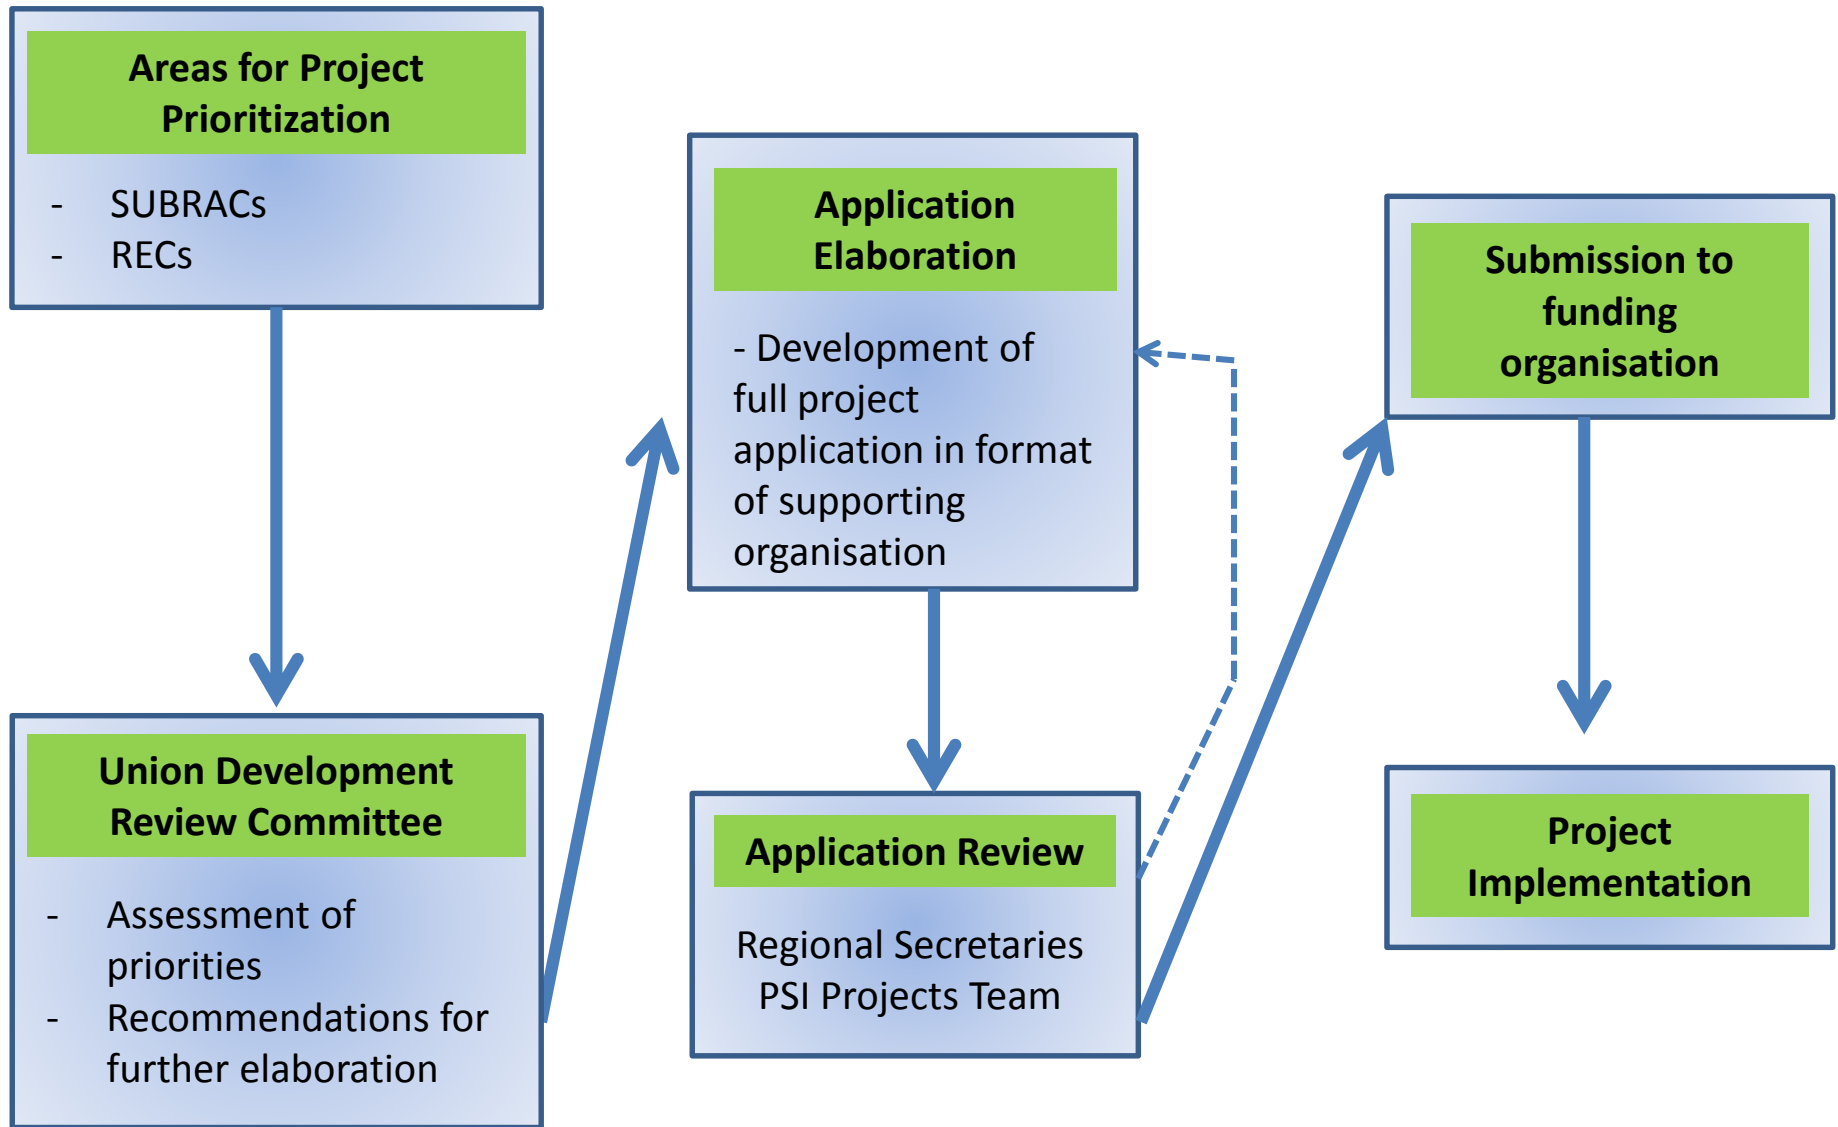 Areas for Project
Prioritization
- SUBRACs
- RECs
Union Development
Review Committee
- Assessment of
priorities
- Recommendations for
further elaboration
Application
Elaboration
- Development of
full project
application in format
of supporting
organisation
Application Review
Regional Secretaries
PSI Projects Team
Submission to
funding
organisation
Project
Implementation